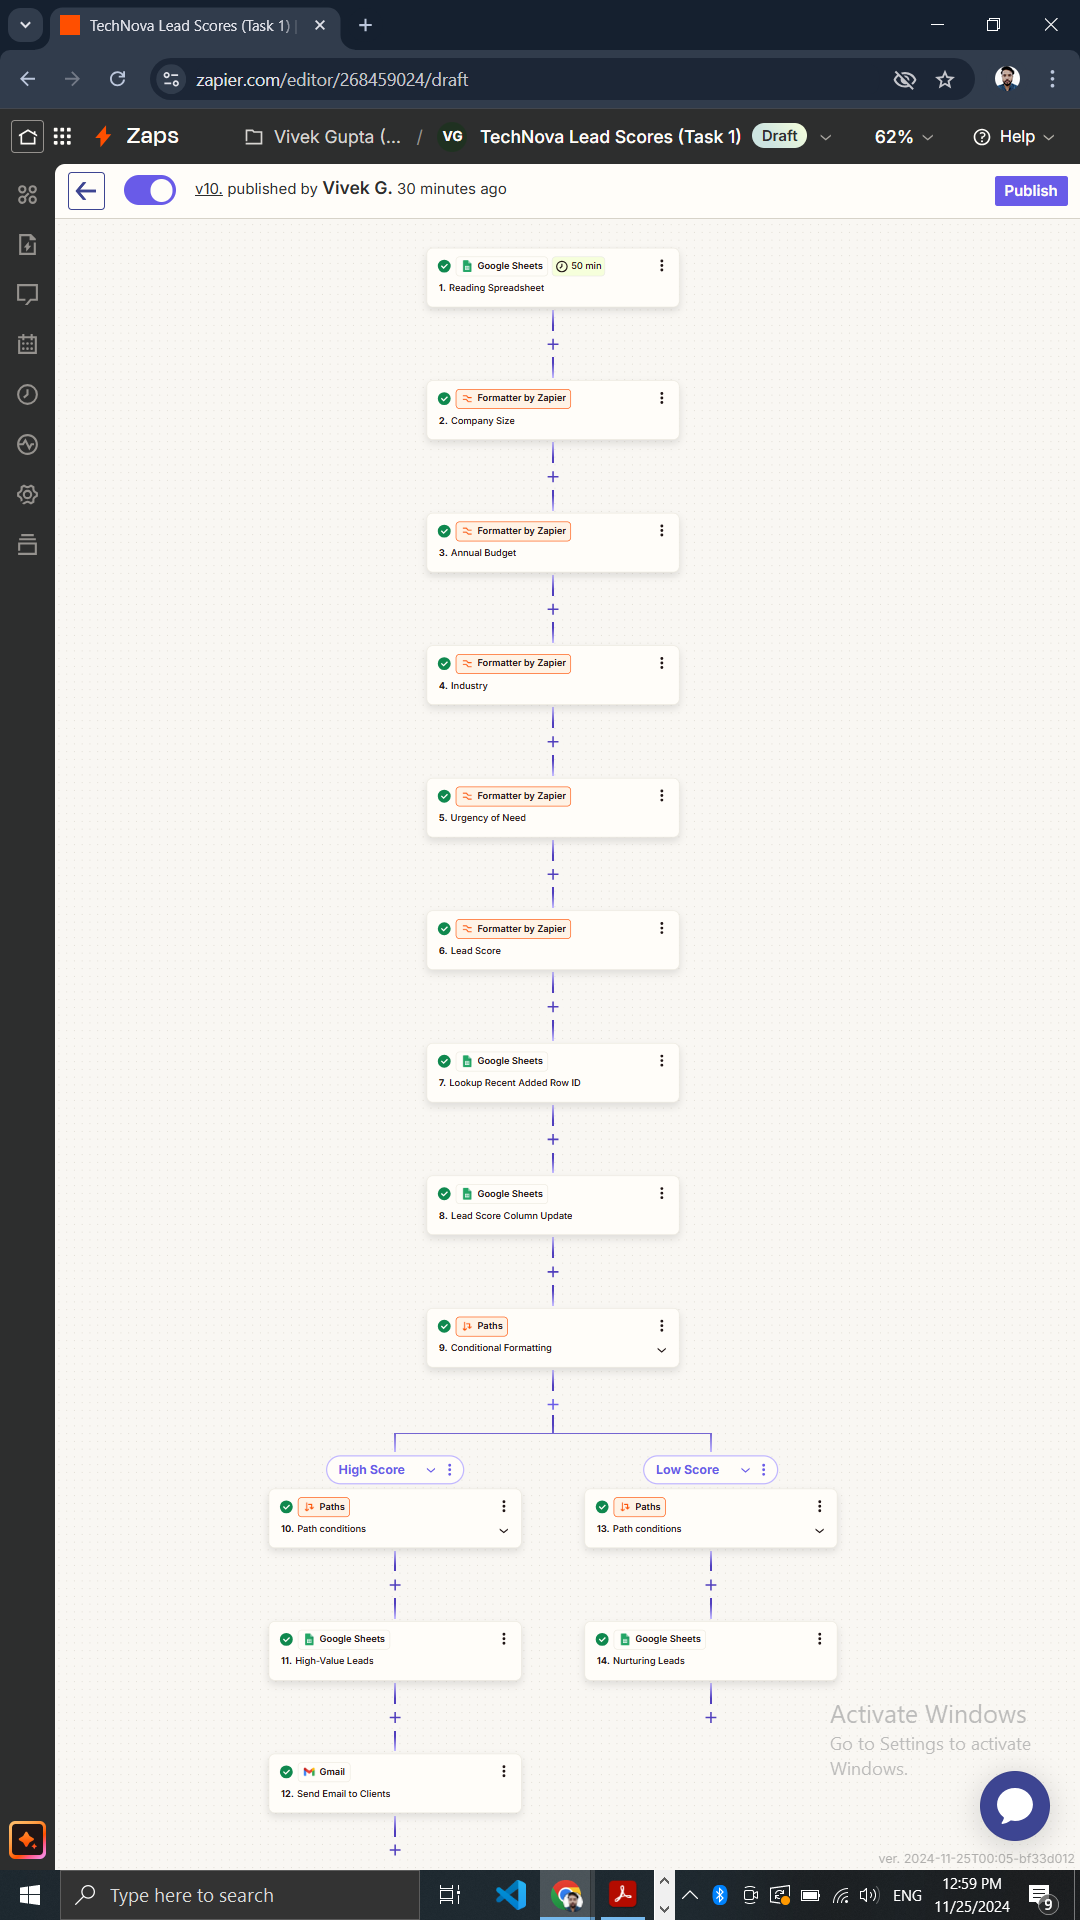 TechNova Lead Scores (Task 1) |
zapier.com/editor/268459024/draft
Zaps
Vivek Gupta (... / VG TechNova Lead Scores (Task 1) Draft
62%
Help
v10. published by Vivek G. 30 minutes ago
Publish
Google Sheets 50 min
1. Reading Spreadsheet
Formatter by Zapier
2. Company Size
Formatter by Zapier
3. Annual Budget
Formatter by Zapier
4. Industry
Formatter by Zapier
5. Urgency of Need
Formatter by Zapier
6. Lead Score
Google Sheets
7. Lookup Recent Added Row ID
Google Sheets
8. Lead Score Column Update
Paths
9. Conditional Formatting
High Score
Low Score
Paths
10. Path conditions
Paths
13. Path conditions
Google Sheets
11. High-Value Leads
Google Sheets
14. Nurturing Leads
Gmail
12. Send Email to Clients
Activate Windows
Go to Settings to activate
Windows.
ver. 2024-11-25T00:05-bf33d012
Type here to search
ENG
12:59 PM
11/25/2024
9